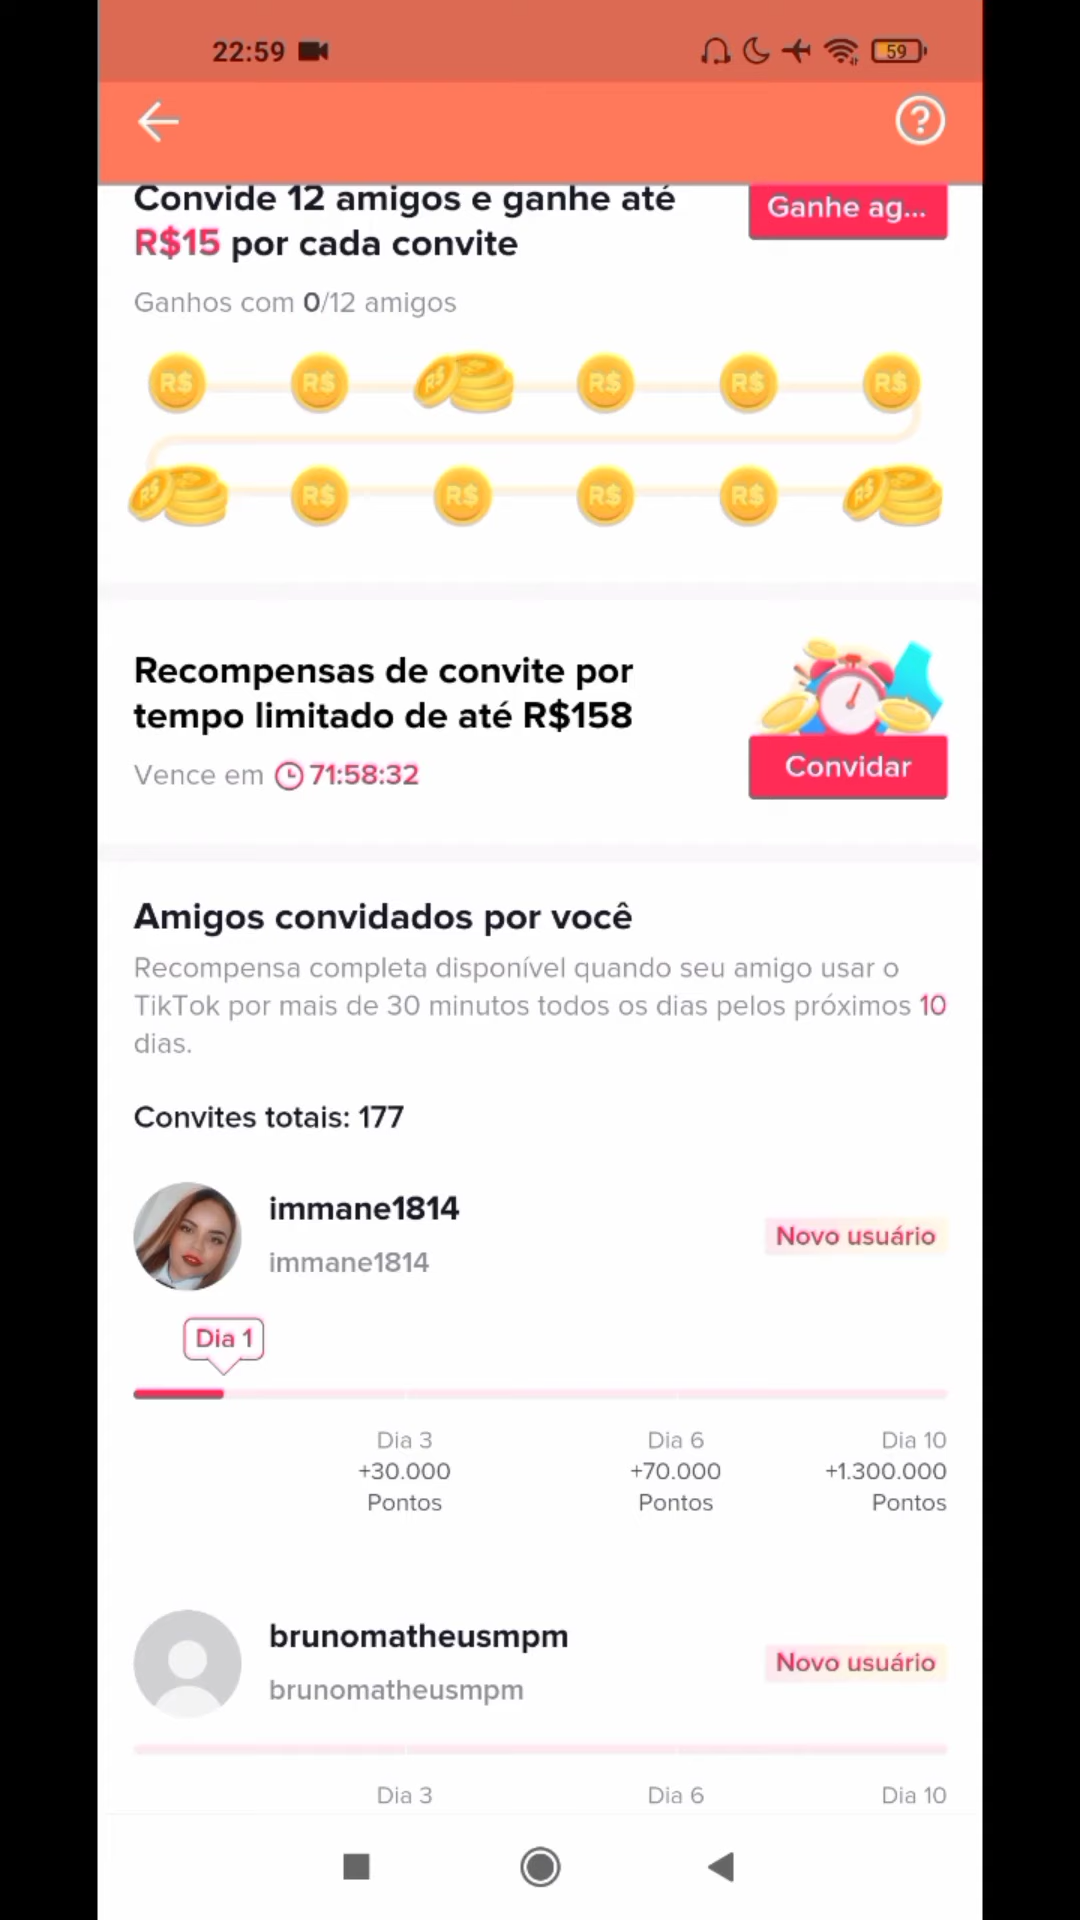 22:59
59
?
Convide 12 amigos e ganhe até
R$15 por cada convite
Ganhe ag...
Ganhos com 0/12 amigos
R$ R$ R$ R$ R$ R$
R$ R$ R$ R$ R$ R$
Recompensas de convite por
tempo limitado de até R$158
Vence em 71:58:32
Convidar
Amigos convidados por você
Recompensa completa disponível quando seu amigo usar o
TikTok por mais de 30 minutos todos os dias pelos próximos 10
dias.
Convites totais: 177
immane1814
immane1814
Novo usuário
Dia 1
Dia 3 Dia 6 Dia 10
+30.000 +70.000 +1.300.000
Pontos Pontos Pontos
brunomatheusmpm
brunomatheusmpm
Novo usuário
Dia 3 Dia 6 Dia 10